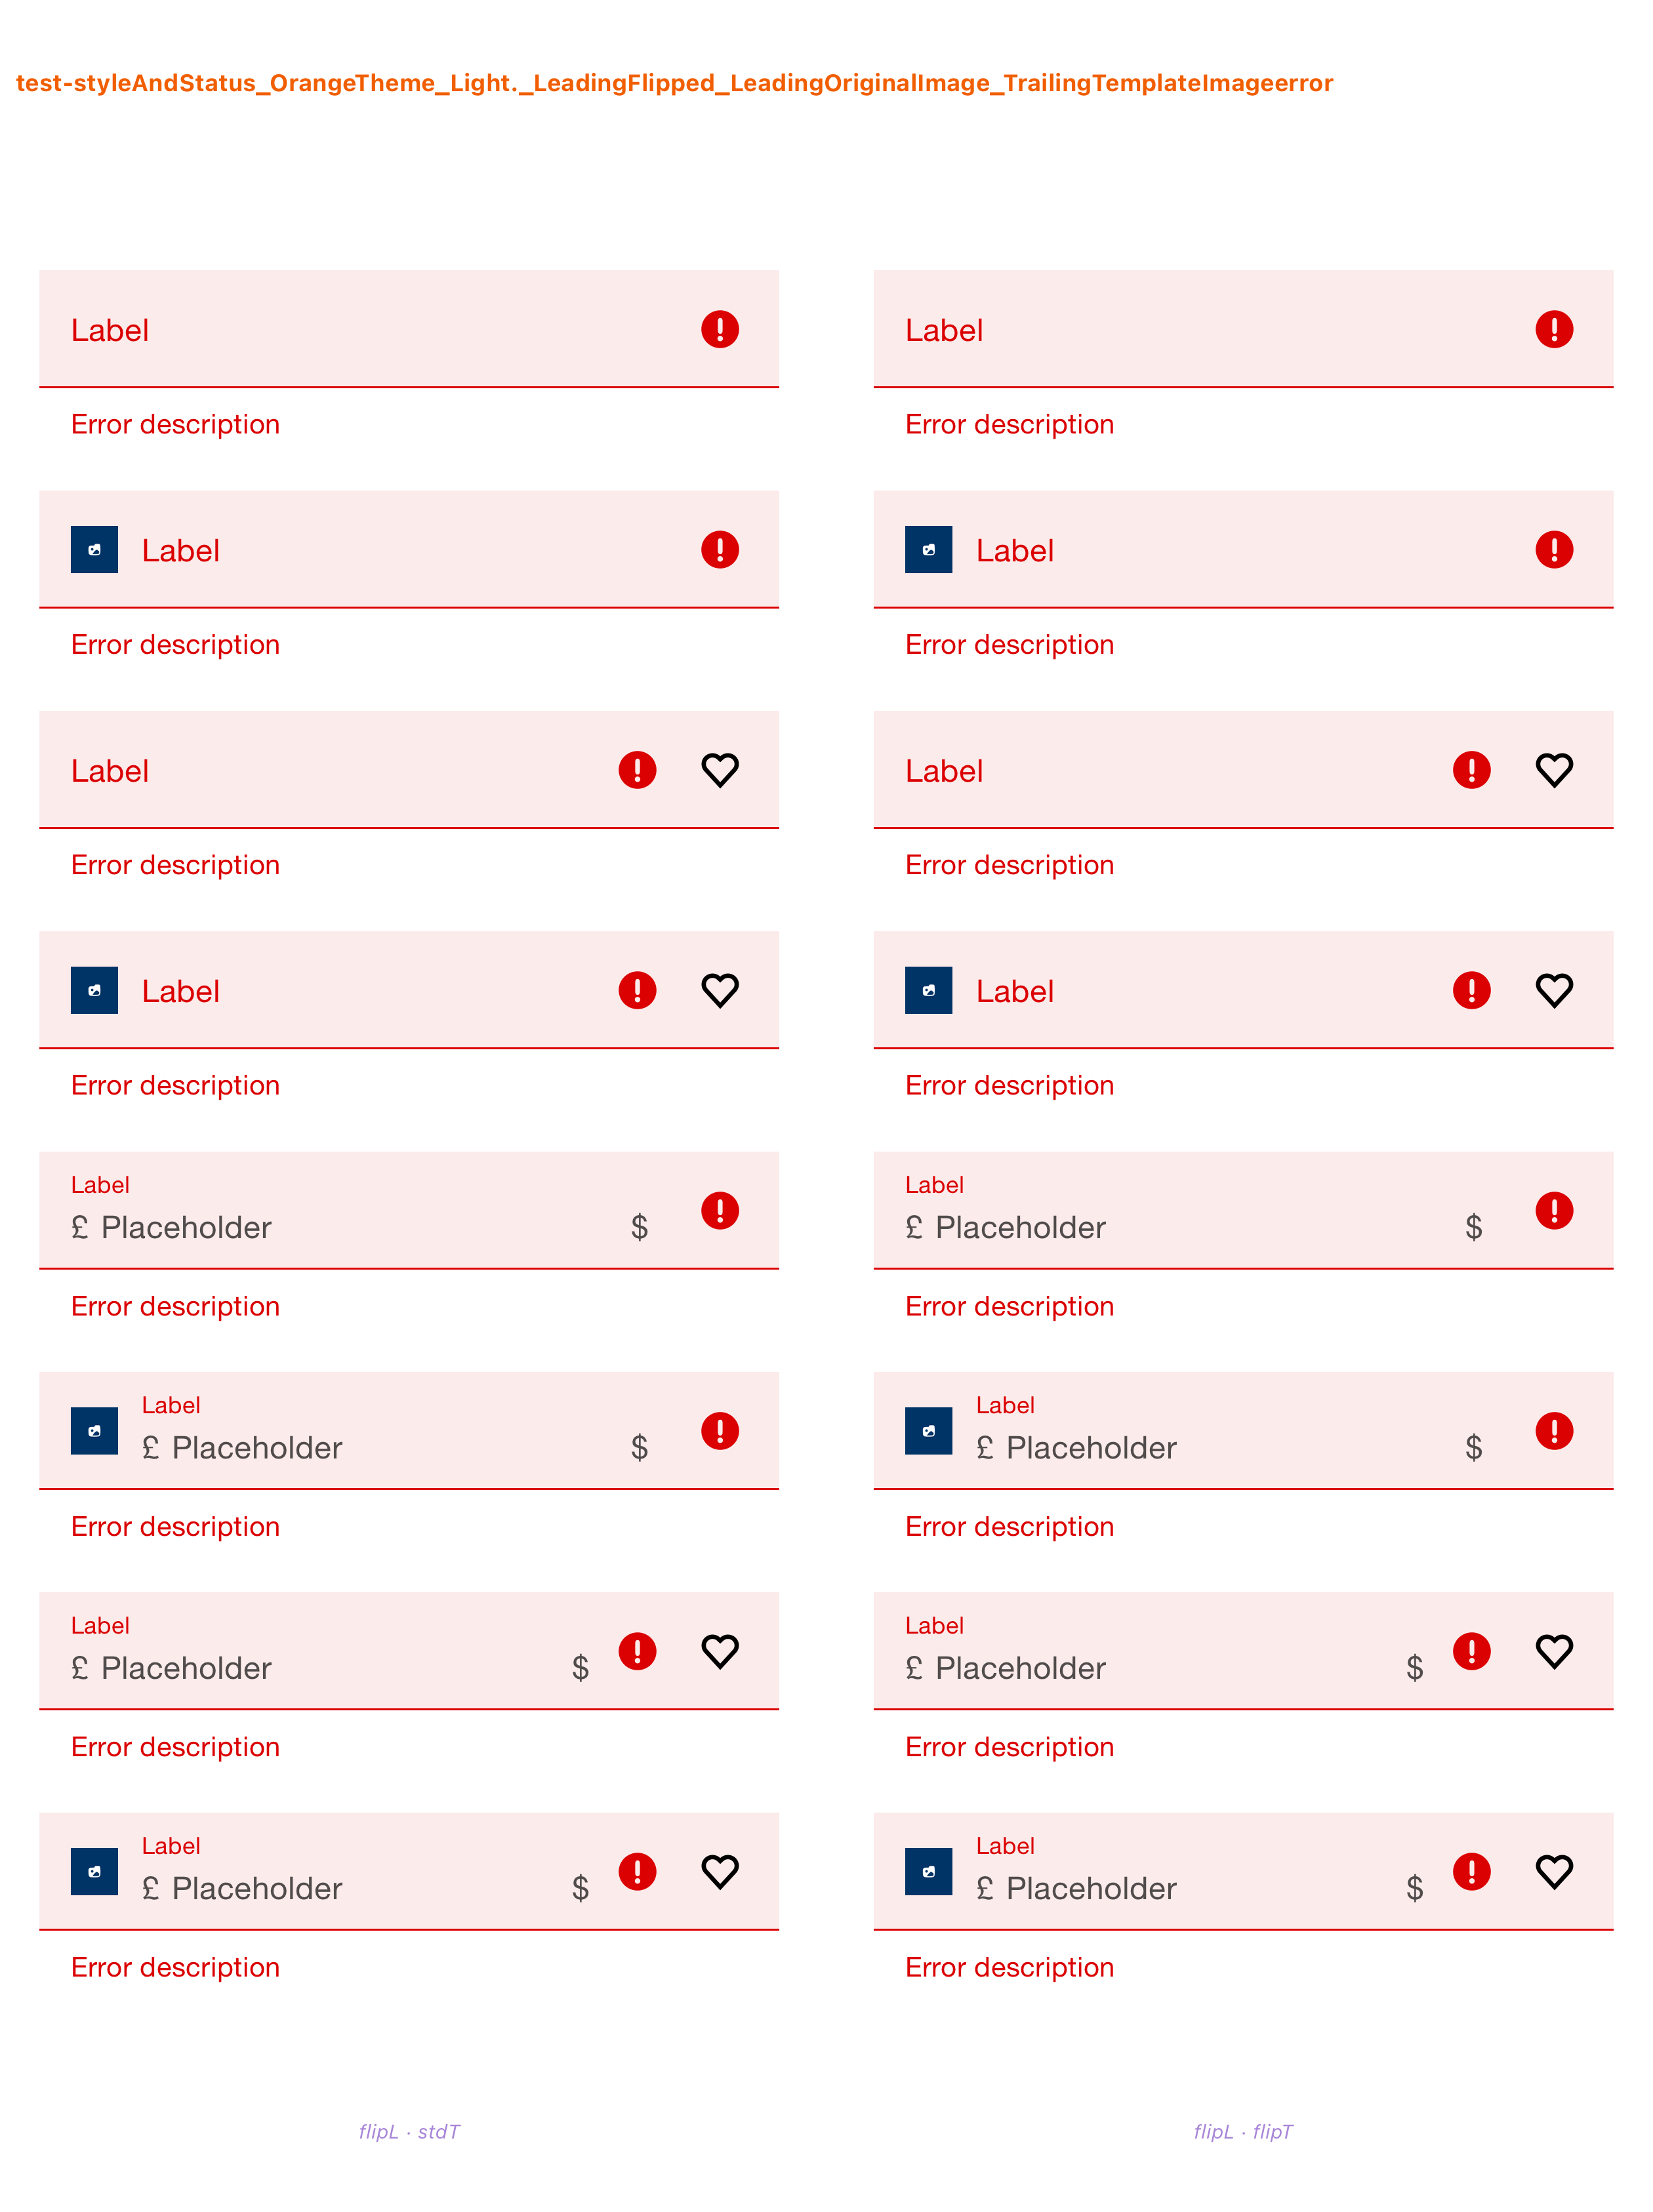 test-styleAndStatus_OrangeTheme_Light._LeadingFlipped_LeadingOriginalImage_TrailingTemplateImageerror
Label
Label
Error description
Error description
Label
Label
Error description
Error description
Label
Label
Error description
Error description
Label
Label
Error description
Error description
Label
Label
£ Placeholder $
£ Placeholder $
Error description
Error description
Label
Label
£ Placeholder $
£ Placeholder $
Error description
Error description
Label
Label
£ Placeholder $
£ Placeholder $
Error description
Error description
Label
Label
£ Placeholder $
£ Placeholder $
Error description
Error description
flipL · stdT
flipL · flipT